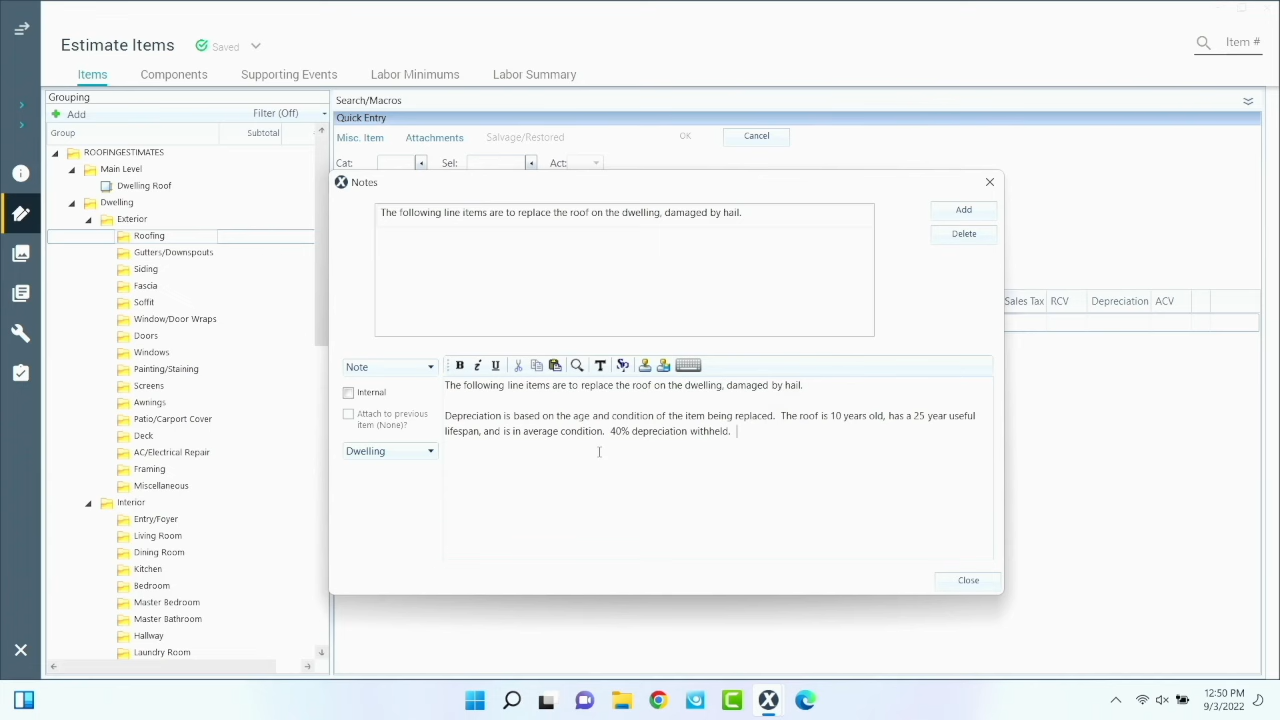 Estimate Items
Saved
Item #
Items
Components
Supporting Events
Labor Minimums
Labor Summary
Grouping
Add
Filter (Off)
Group
Subtotal
ROOFINGESTIMATES
Main Level
Dwelling Roof
Dwelling
Exterior
Roofing
Gutters/Downspouts
Siding
Fascia
Soffit
Window/Door Wraps
Doors
Windows
Painting/Staining
Screens
Awnings
Patio/Carport Cover
Deck
AC/Electrical Repair
Framing
Miscellaneous
Interior
Entry/Foyer
Living Room
Dining Room
Kitchen
Bedroom
Master Bedroom
Master Bathroom
Hallway
Laundry Room
Search/Macros
Quick Entry
Misc. Item
Attachments
Salvage/Restored
OK
Cancel
Cat:
Sel:
Act:
Sales Tax
RCV
Depreciation
ACV
Notes
The following line items are to replace the roof on the dwelling, damaged by hail.
Add
Delete
Note
B i U
Internal
Attach to previous
item (None)?
Dwelling
The following line items are to replace the roof on the dwelling, damaged by hail.
Depreciation is based on the age and condition of the item being replaced. The roof is 10 years old, has a 25 year useful
lifespan, and is in average condition. 40% depreciation withheld.
Close
12:50 PM
9/3/2022